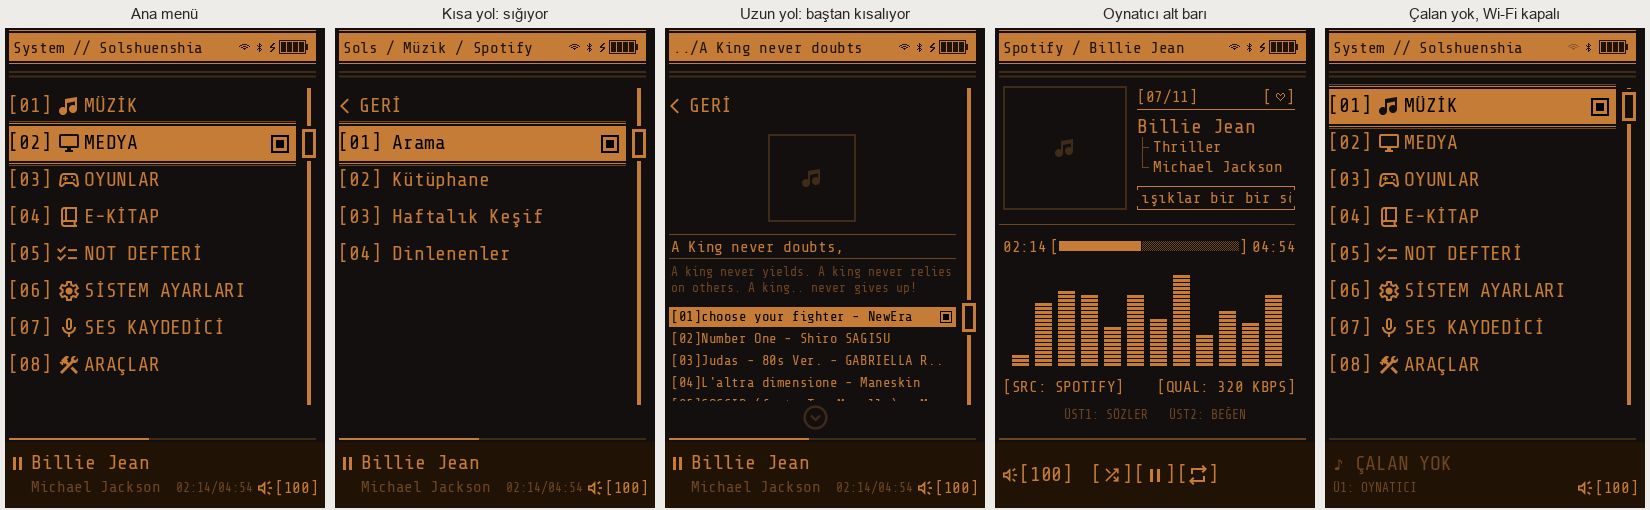 Ana menü
System // Solshuenshia
[01] MÜZİK
[02] MEDYA
[03] OYUNLAR
[04] E-KİTAP
[05] NOT DEFTERİ
[06] SİSTEM AYARLARI
[07] SES KAYDEDİCİ
[08] ARAÇLAR
Billie Jean
Michael Jackson 02:14/04:54 [100]
Kısa yol: sığıyor
Sols / Müzik / Spotify
GERİ
[01] Arama
[02] Kütüphane
[03] Haftalık Keşif
[04] Dinlenenler
Billie Jean
Michael Jackson 02:14/04:54 [100]
Uzun yol: baştan kısalıyor
../A King never doubts
GERİ
A King never doubts,
A king never yields. A king never relies
on others. A king.. never gives up!
[01]choose your fighter - NewEra
[02]Number One - Shiro SAGISU
[03]Judas - 80s Ver. - GABRIELLA R..
[04]L'altra dimensione - Måneskin
Billie Jean
Michael Jackson 02:14/04:54 [100]
Oynatıcı alt barı
Spotify / Billie Jean
[07/11] [♡]
Billie Jean
Thriller
Michael Jackson
ışıklar bir bir
02:14 [ ] 04:54
[SRC: SPOTIFY] [QUAL: 320 KBPS]
ÜST1: SÖZLER ÜST2: BEĞEN
[100] [ ][ ][ ]
Çalan yok, Wi-Fi kapalı
System // Solshuenshia
[01] MÜZİK
[02] MEDYA
[03] OYUNLAR
[04] E-KİTAP
[05] NOT DEFTERİ
[06] SİSTEM AYARLARI
[07] SES KAYDEDİCİ
[08] ARAÇLAR
♪ ÇALAN YOK
Ü1: OYNATICI [100]